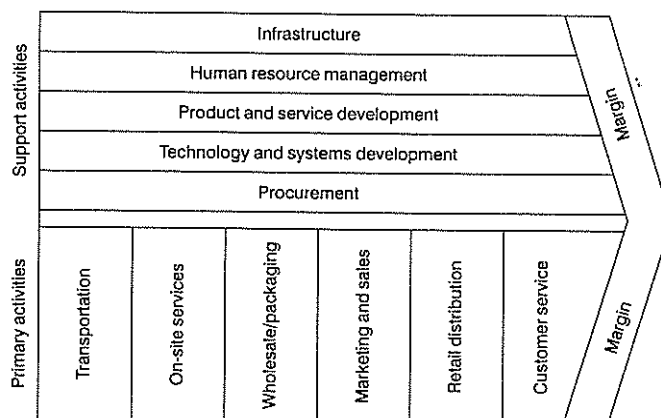 Support activities
Infrastructure
Human resource management
Product and service development
Technology and systems development
Procurement
Margin
Primary activities
Transportation
On-site services
Wholesale/packaging
Marketing and sales
Retail distribution
Customer service
Margin